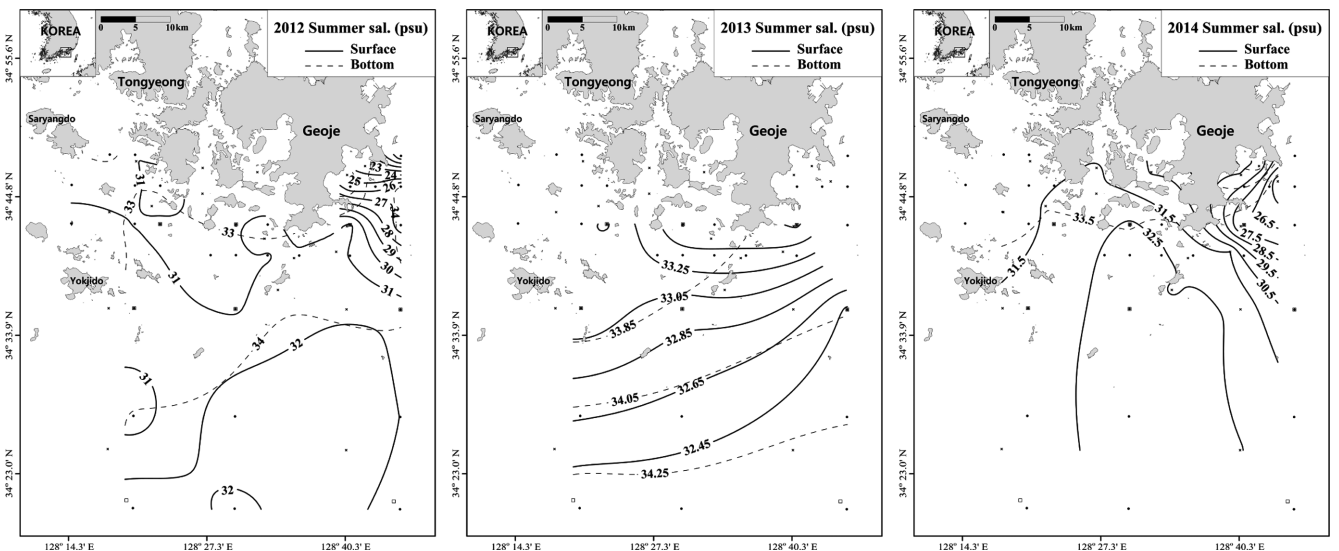 2012 Summer sal. (psu)
Surface
Bottom
KOREA
0 5 10km
Tongyeong
Saryangdo
Geoje
Yokjido
23
24
25
26
27
24
28
29
30
31
31
33
33
31
34
32
31
32
34° 55.6' N
34° 44.8' N
34° 33.9' N
34° 23.0' N
128° 14.3' E
128° 27.3' E
128° 40.3' E
2013 Summer sal. (psu)
Surface
Bottom
KOREA
0 5 10km
Tongyeong
Saryangdo
Geoje
Yokjido
33.25
33.05
33.85
32.85
32.65
34.05
32.45
34.25
34° 55.6' N
34° 44.8' N
34° 33.9' N
34° 23.0' N
128° 14.3' E
128° 27.3' E
128° 40.3' E
2014 Summer sal. (psu)
Surface
Bottom
KOREA
0 5 10km
Tongyeong
Saryangdo
Geoje
Yokjido
33.5
31.5
32.5
31.5
26.5
27.5
28.5
29.5
30.5
34° 55.6' N
34° 44.8' N
34° 33.9' N
34° 23.0' N
128° 14.3' E
128° 27.3' E
128° 40.3' E